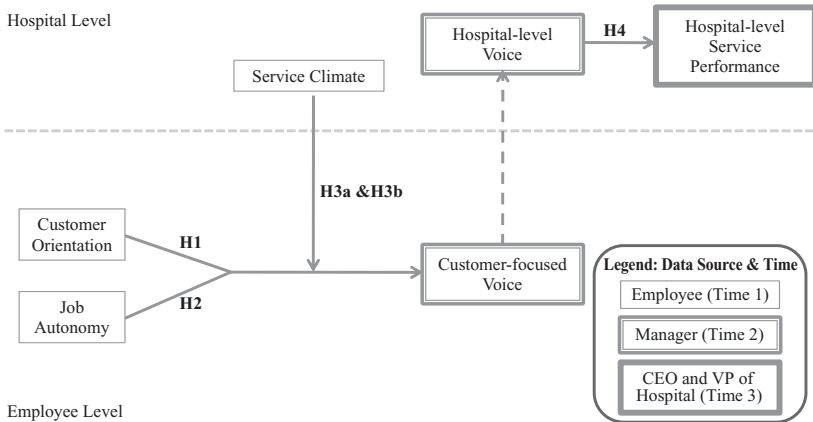 Hospital Level
Hospital-level
Voice
H4
Hospital-level
Service
Performance
Service Climate
H3a &H3b
Customer
Orientation
H1
Customer-focused
Voice
Job
Autonomy
H2
Legend: Data Source & Time
Employee (Time 1)
Manager (Time 2)
CEO and VP of
Hospital (Time 3)
Employee Level